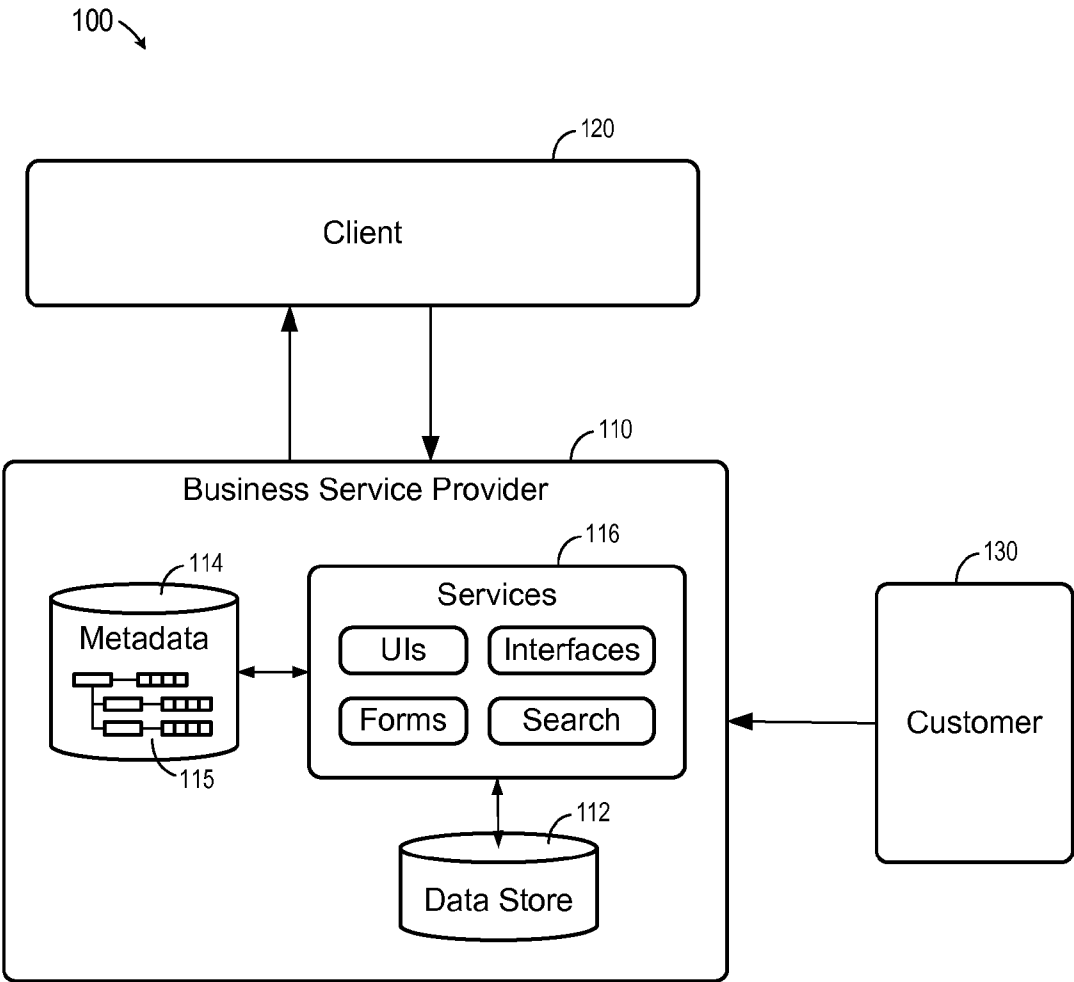 100
120
Client
110
Business Service Provider
116
114
130
Services
Metadata
UIs
Interfaces
Forms
Search
Customer
115
112
Data Store